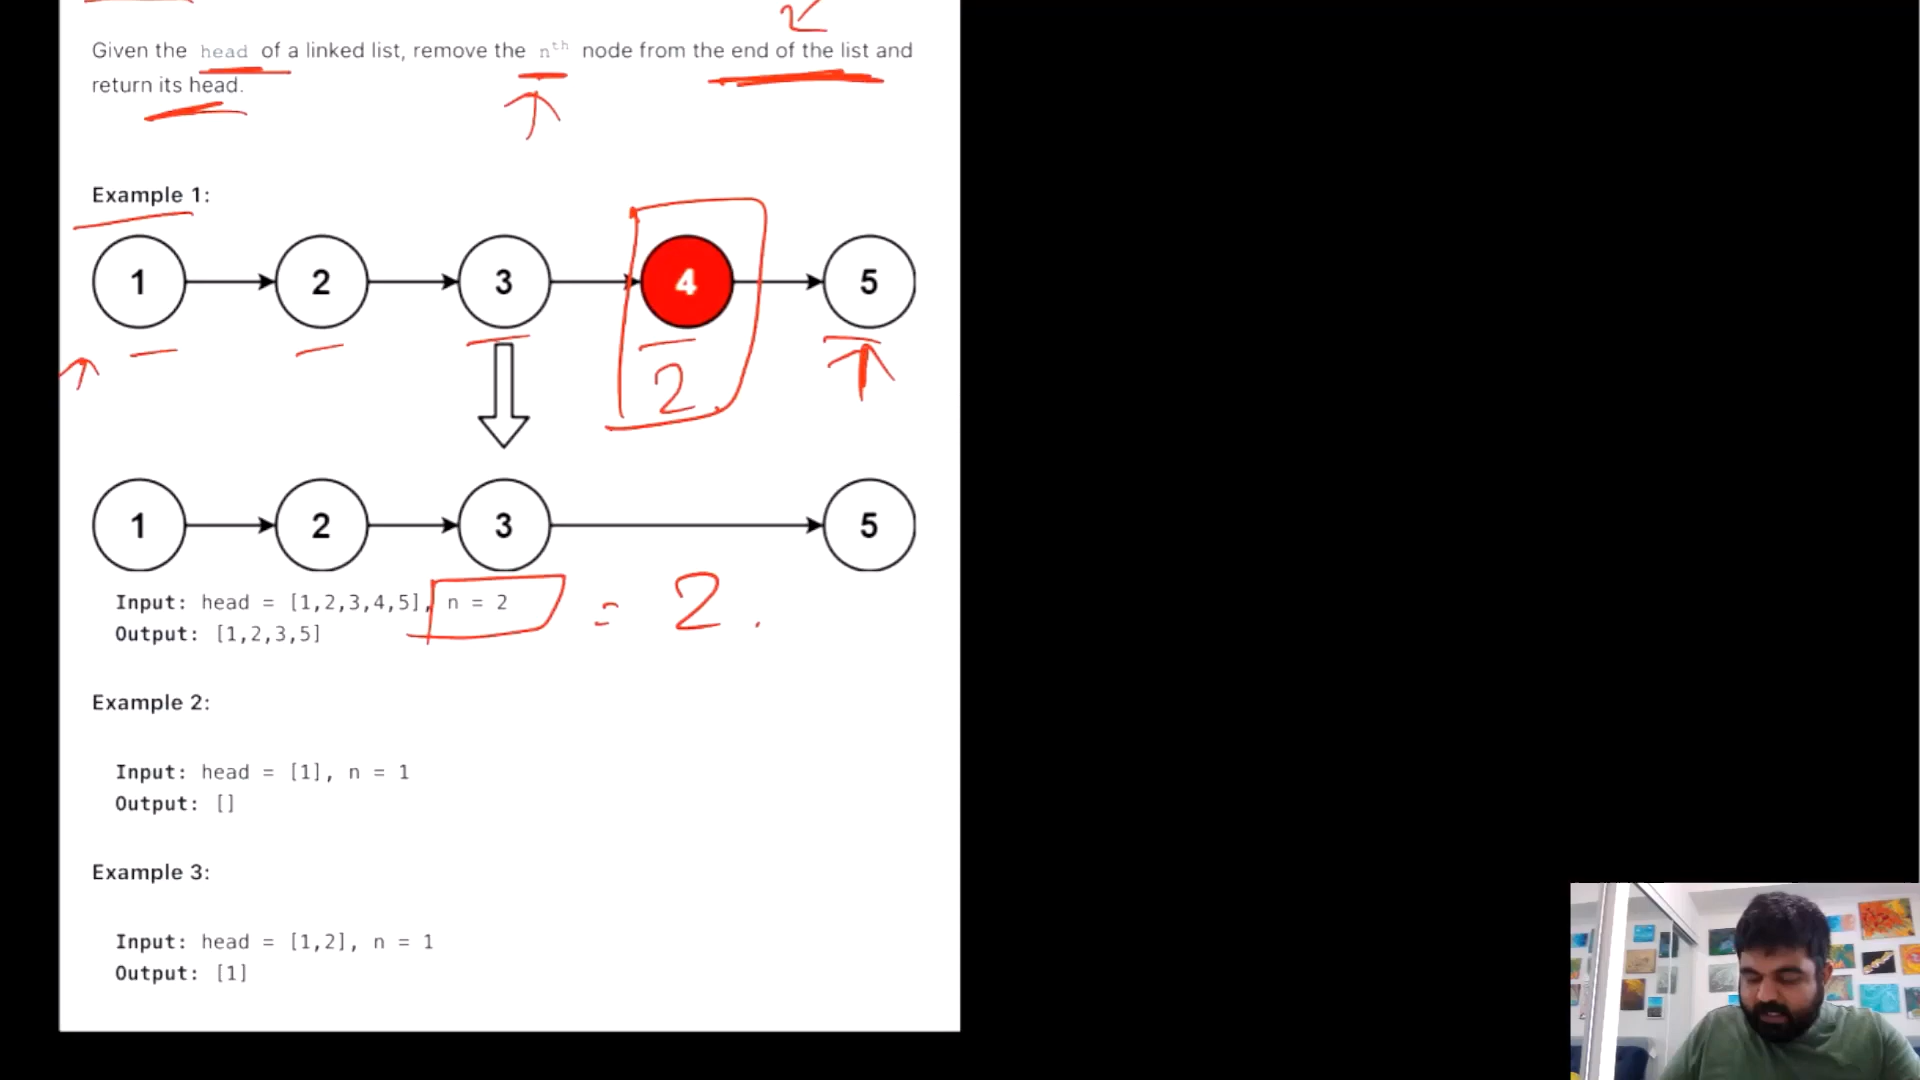 2
Given the head of a linked list, remove the nth node from the end of the list and
return its head.
Example 1:
1 2 3 4 5
2
1 2 3 5
Input: head = [1,2,3,4,5], n = 2 = 2.
Output: [1,2,3,5]
Example 2:
Input: head = [1], n = 1
Output: []
Example 3:
Input: head = [1,2], n = 1
Output: [1]